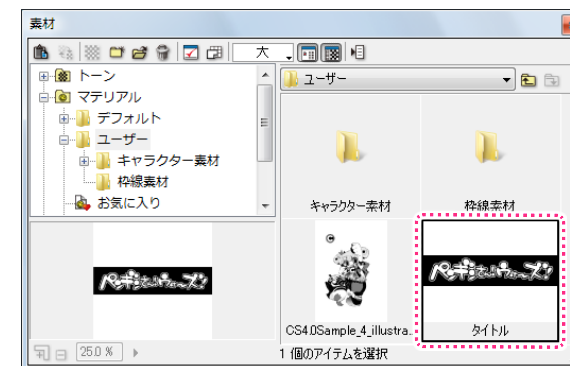 素材
大
トーン
マテリアル
デフォルト
ユーザー
キャラクター素材
枠線素材
お気に入り
25.0 %
ユーザー
キャラクター素材
枠線素材
CS4.0Sample_4_illustra...
タイトル
1 個のアイテムを選択